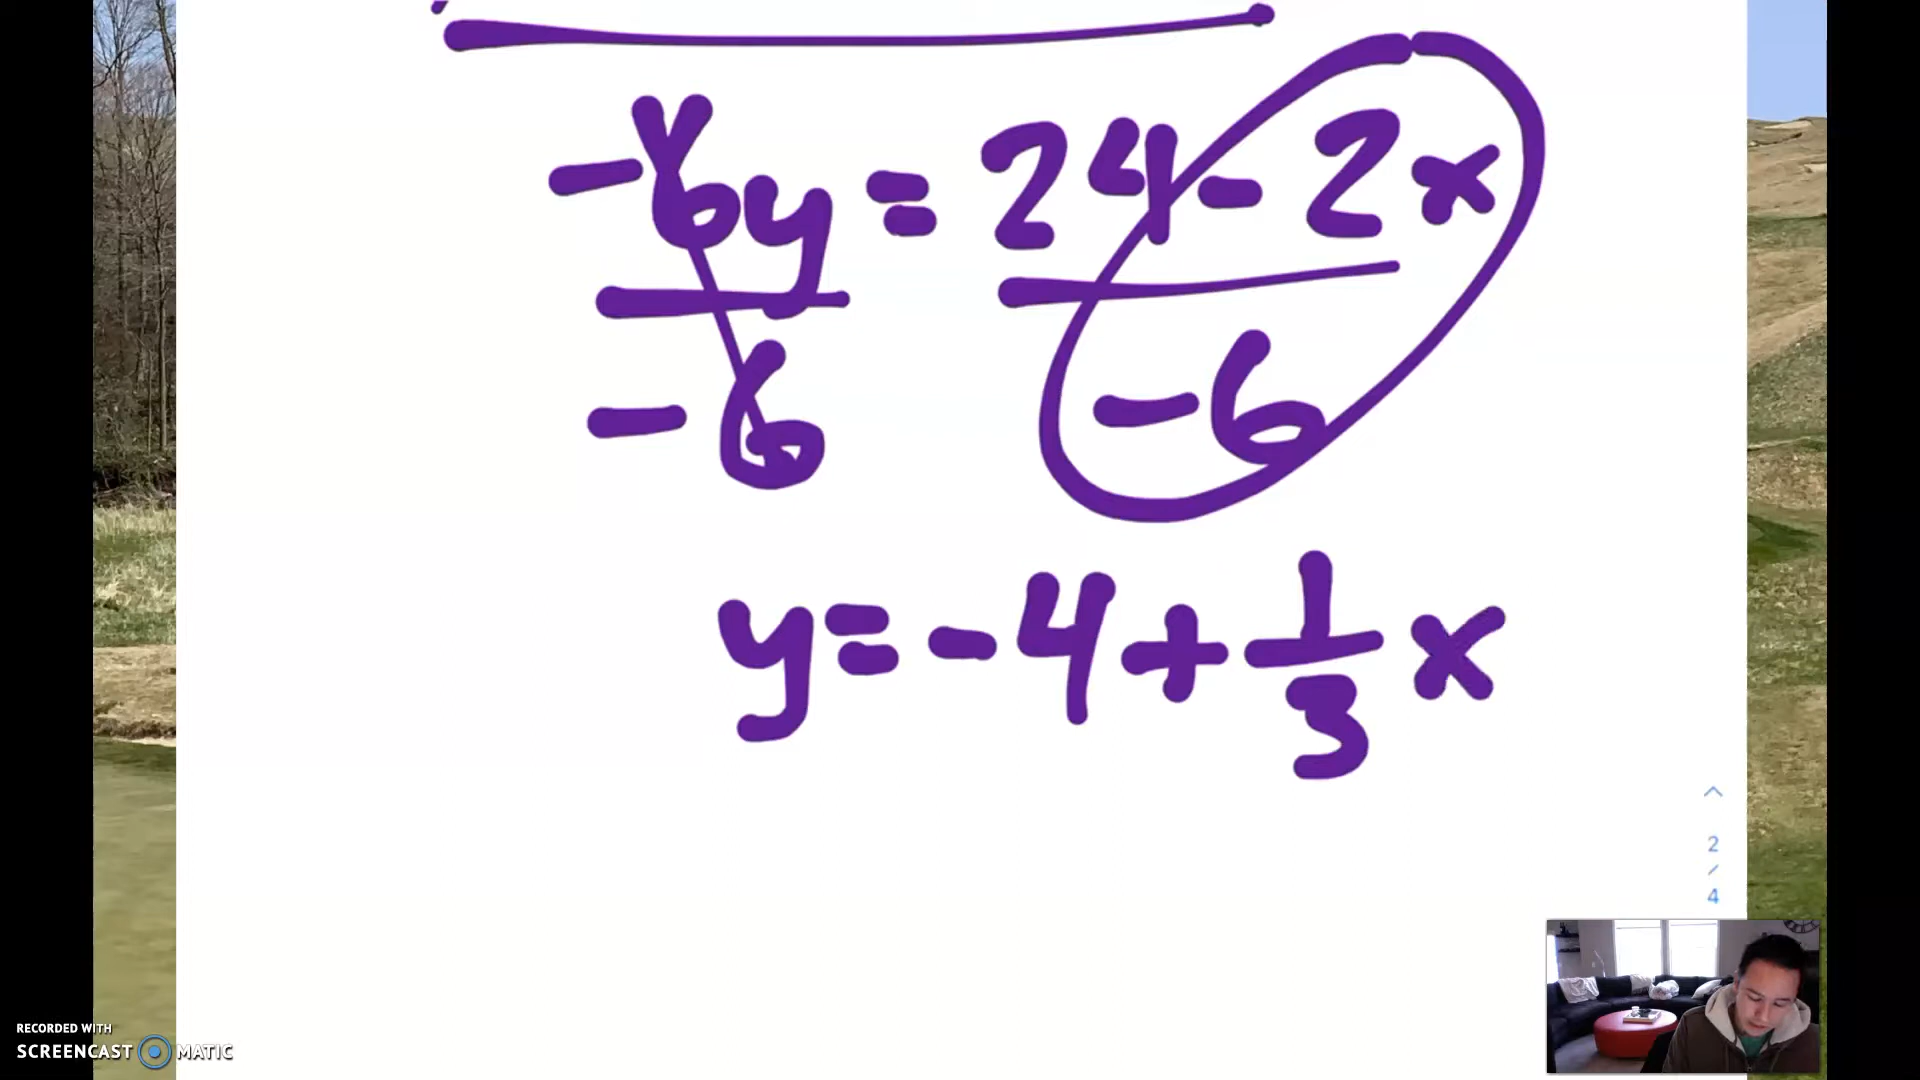 -6y = 24 - 2x
-6 -6
y = -4 + 1/3 x
2
/
4
RECORDED WITH
SCREENCAST MATIC